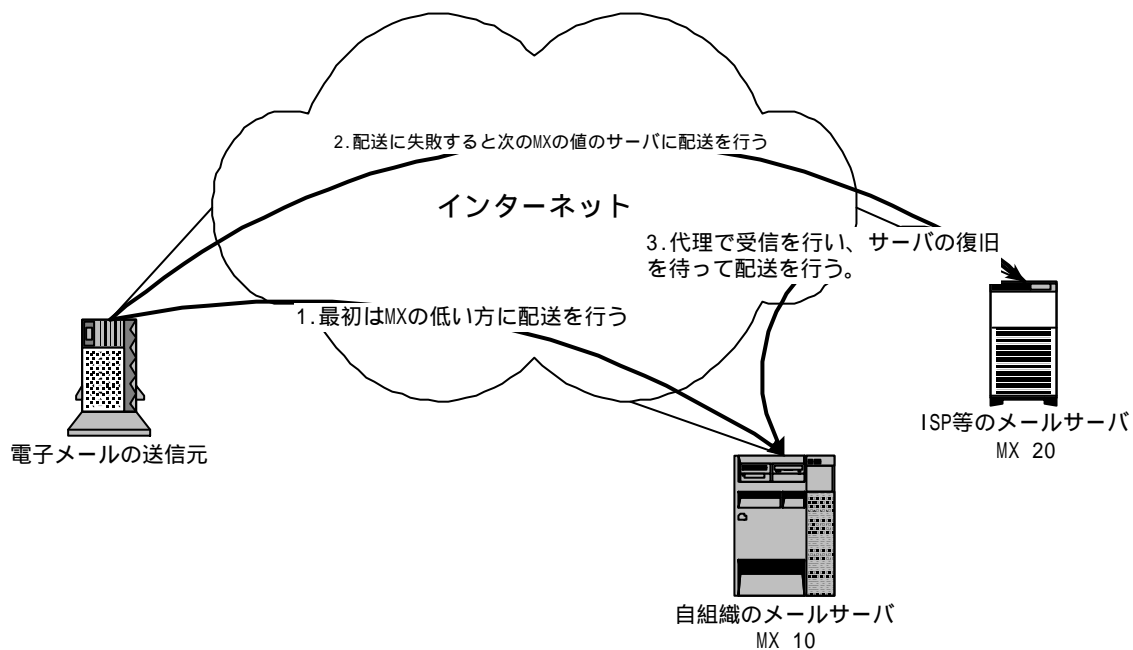 2.配送に失敗すると次のMXの値のサーバに配送を行う
インターネット
3.代理で受信を行い、サーバの復旧
を待って配送を行う。
1.最初はMXの低い方に配送を行う
電子メールの送信元
ISP等のメールサーバ
MX 20
自組織のメールサーバ
MX 10